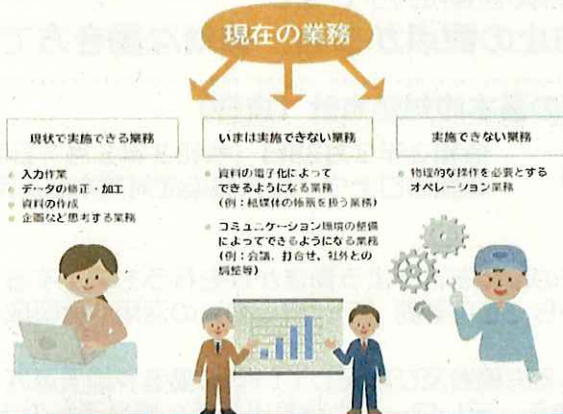 現在の業務
現状で実施できる業務
入力作業
データの修正・加工
資料の作成
企画など思考する業務
いまは実施できない業務
資料の電子化によって
できるようになる業務
(例:紙媒体の帳票を扱う業務)
コミュニケーション環境の整備
によってできるようになる業務
(例:会議、打合せ、社外との
調整等)
実施できない業務
物理的な操作を必要とする
オペレーション業務